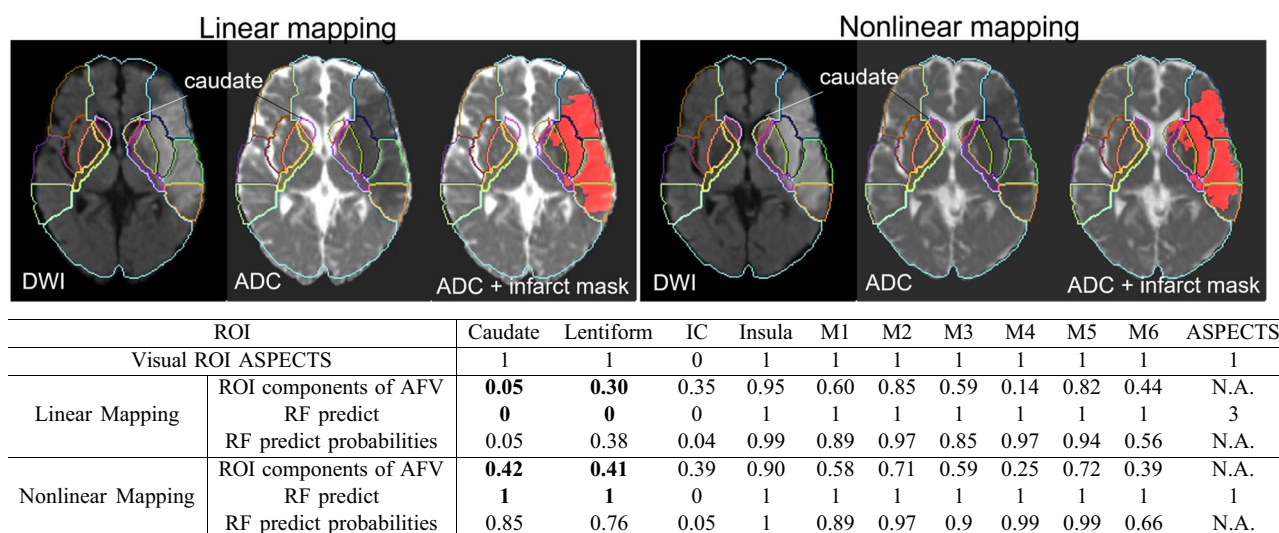 Linear mapping
Nonlinear mapping
caudate
caudate
DWI
ADC
ADC + infarct mask
DWI
ADC
ADC + infarct mask
ROI Caudate Lentiform IC Insula M1 M2 M3 M4 M5 M6 ASPECTS
Visual ROI ASPECTS 1 1 0 1 1 1 1 1 1 1 1
ROI components of AFV 0.05 0.30 0.35 0.95 0.60 0.85 0.59 0.14 0.82 0.44 N.A.
Linear Mapping RF predict 0 0 0 1 1 1 1 1 1 1 3
RF predict probabilities 0.05 0.38 0.04 0.99 0.89 0.97 0.85 0.97 0.94 0.56 N.A.
ROI components of AFV 0.42 0.41 0.39 0.90 0.58 0.71 0.59 0.25 0.72 0.39 N.A.
Nonlinear Mapping RF predict 1 1 0 1 1 1 1 1 1 1 1
RF predict probabilities 0.85 0.76 0.05 1 0.89 0.97 0.9 0.99 0.99 0.66 N.A.